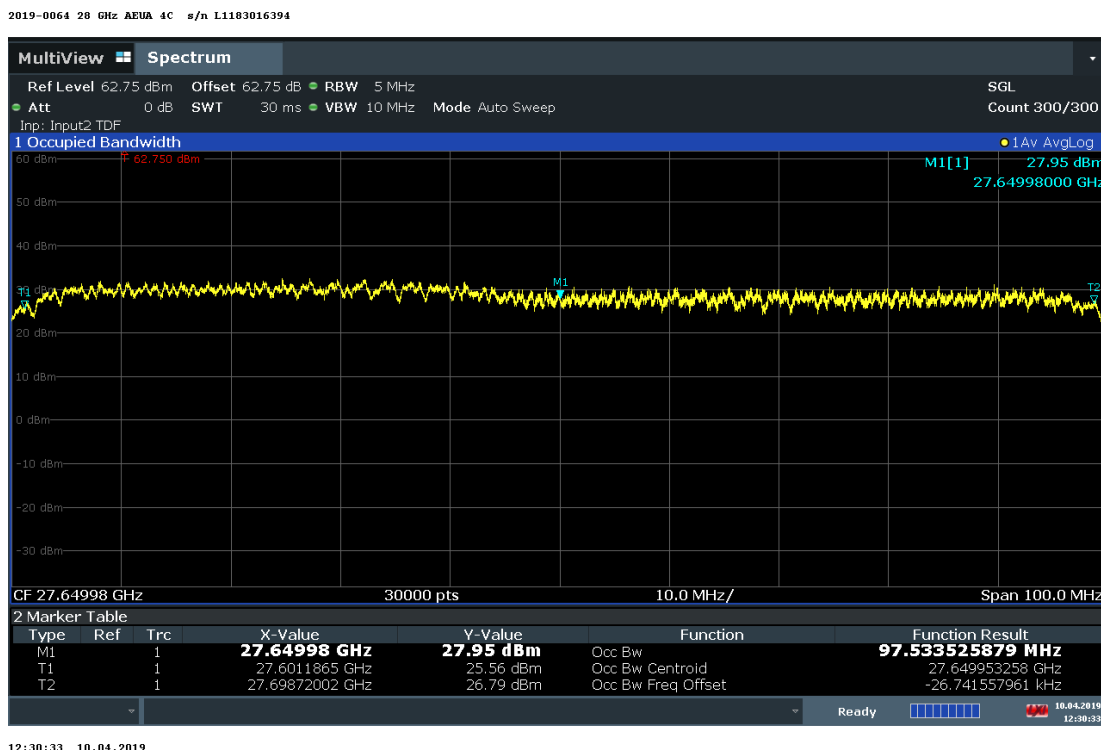 2019-0064 28 GHz AEUA 4C s/n L1183016394
MultiView Spectrum
Ref Level 62.75 dBm Offset 62.75 dB RBW 5 MHz SGL
Att 0 dB SWT 30 ms VBW 10 MHz Mode Auto Sweep Count 300/300
Inp: Input2 TDF
1 Occupied Bandwidth 1Av AvgLog
60 dBm 62.750 dBm M1[1] 27.95 dBm
27.64998000 GHz
50 dBm
40 dBm
M1
T1 30 dBm T2
20 dBm
10 dBm
0 dBm
-10 dBm
-20 dBm
-30 dBm
CF 27.64998 GHz 30000 pts 10.0 MHz/ Span 100.0 MHz
2 Marker Table
Type Ref Trc X-Value Y-Value Function Function Result
M1 1 27.64998 GHz 27.95 dBm Occ Bw 97.533525879 MHz
T1 1 27.6011865 GHz 25.56 dBm Occ Bw Centroid 27.649953258 GHz
T2 1 27.69872002 GHz 26.79 dBm Occ Bw Freq Offset -26.741557961 kHz
Ready 10.04.2019
12:30:33
12:30:33 10.04.2019